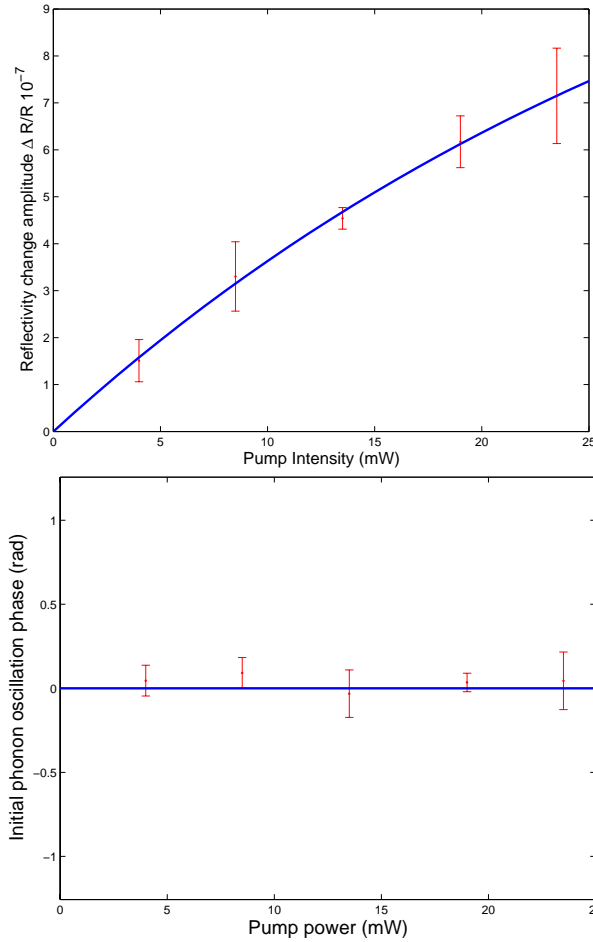 9
8
7
6
5
4
3
2
1
0
Reflectivity change amplitude Δ R/R 10⁻⁷
0 5 10 15 20 25
Pump Intensity (mW)
1
0.5
0
−0.5
−1
Initial phonon oscillation phase (rad)
0 5 10 15 20 25
Pump power (mW)